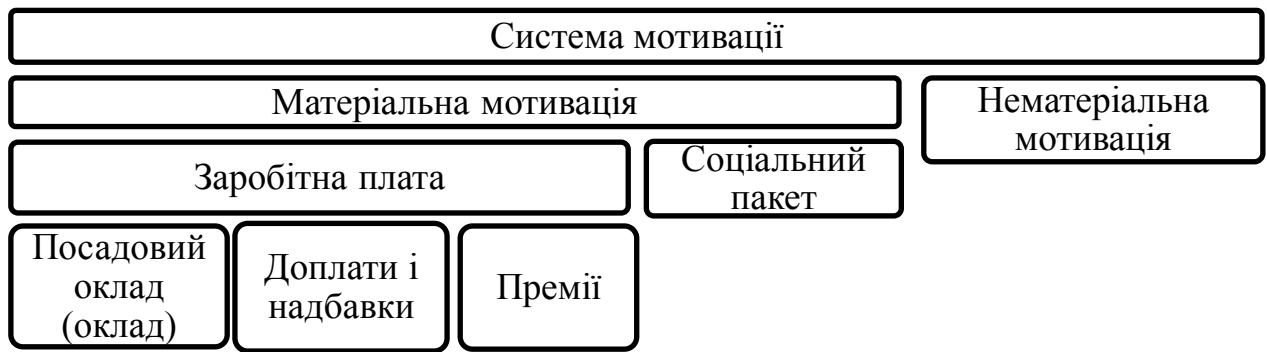 Система мотивації
Матеріальна мотивація
Нематеріальна
мотивація
Заробітна плата
Соціальний
пакет
Посадовий
оклад
(оклад)
Доплати і
надбавки
Премії